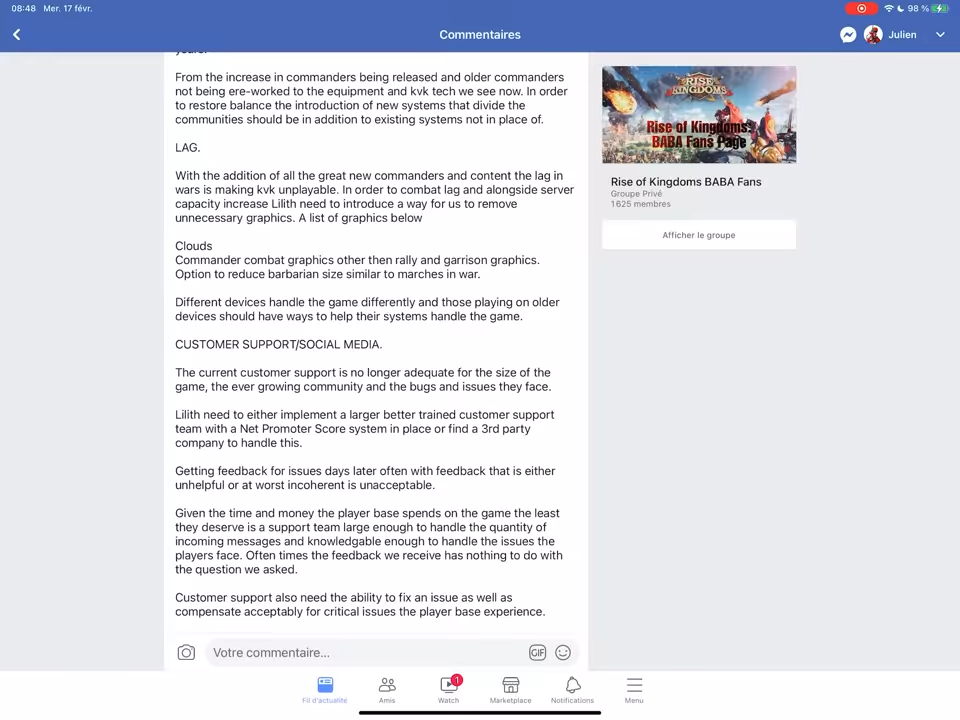 08:48 Mer. 17 févr.
98 %
Commentaires
Julien
From the increase in commanders being released and older commanders
not being ere-worked to the equipment and kvk tech we see now. In order
to restore balance the introduction of new systems that divide the
communities should be in addition to existing systems not in place of.
LAG.
With the addition of all the great new commanders and content the lag in
wars is making kvk unplayable. In order to combat lag and alongside server
capacity increase Lilith need to introduce a way for us to remove
unnecessary graphics. A list of graphics below
Clouds
Commander combat graphics other then rally and garrison graphics.
Option to reduce barbarian size similar to marches in war.
Different devices handle the game differently and those playing on older
devices should have ways to help their systems handle the game.
CUSTOMER SUPPORT/SOCIAL MEDIA.
The current customer support is no longer adequate for the size of the
game, the ever growing community and the bugs and issues they face.
Lilith need to either implement a larger better trained customer support
team with a Net Promoter Score system in place or find a 3rd party
company to handle this.
Getting feedback for issues days later often with feedback that is either
unhelpful or at worst incoherent is unacceptable.
Given the time and money the player base spends on the game the least
they deserve is a support team large enough to handle the quantity of
incoming messages and knowledgable enough to handle the issues the
players face. Often times the feedback we receive has nothing to do with
the question we asked.
Customer support also need the ability to fix an issue as well as
compensate acceptably for critical issues the player base experience.
RISE OF
KINGDOMS
Rise of Kingdoms:
BABA Fans Page
Rise of Kingdoms BABA Fans
Groupe Privé
1 625 membres
Afficher le groupe
Votre commentaire...
GIF
1
Fil d'actualité
Amis
Watch
Marketplace
Notifications
Menu